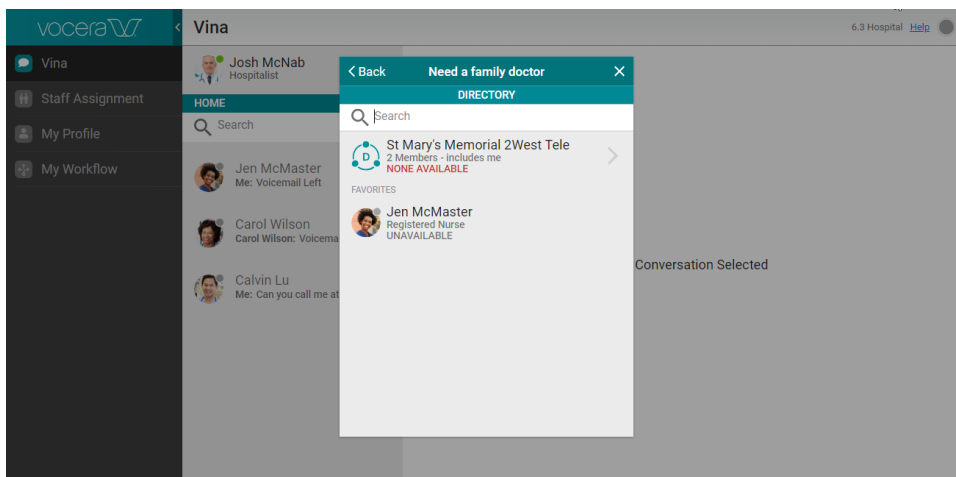 vocera
Vina
6.3 Hospital Help
Vina
Staff Assignment
My Profile
My Workflow
Josh McNab
Hospitalist
HOME
Search
Jen McMaster
Me: Voicemail Left
Carol Wilson
Carol Wilson: Voicema
Calvin Lu
Me: Can you call me at
Back
Need a family doctor
DIRECTORY
Search
D
St Mary's Memorial 2West Tele
2 Members - includes me
NONE AVAILABLE
FAVORITES
Jen McMaster
Registered Nurse
UNAVAILABLE
Conversation Selected